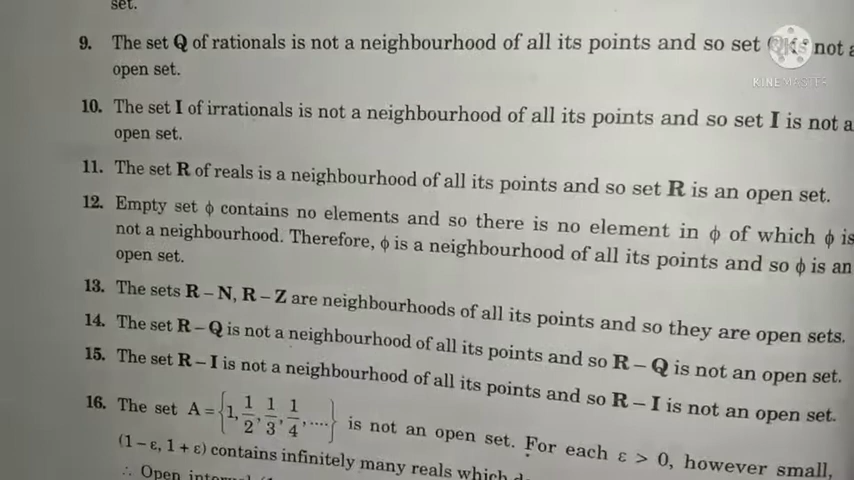 set.
9. The set Q of rationals is not a neighbourhood of all its points and so set not a
open set.
KINEMASTER
10. The set I of irrationals is not a neighbourhood of all its points and so set I is not a
open set.
11. The set R of reals is a neighbourhood of all its points and so set R is an open set.
12. Empty set ϕ contains no elements and so there is no element in ϕ of which ϕ is
not a neighbourhood. Therefore, ϕ is a neighbourhood of all its points and so ϕ is an
open set.
13. The sets R – N, R – Z are neighbourhoods of all its points and so they are open sets.
14. The set R – Q is not a neighbourhood of all its points and so R – Q is not an open set.
15. The set R – I is not a neighbourhood of all its points and so R – I is not an open set.
16. The set A = {1, 1/2, 1/3, 1/4, ....} is not an open set. For each ε > 0, however small,
(1 – ε, 1 + ε) contains infinitely many reals which
∴ Open